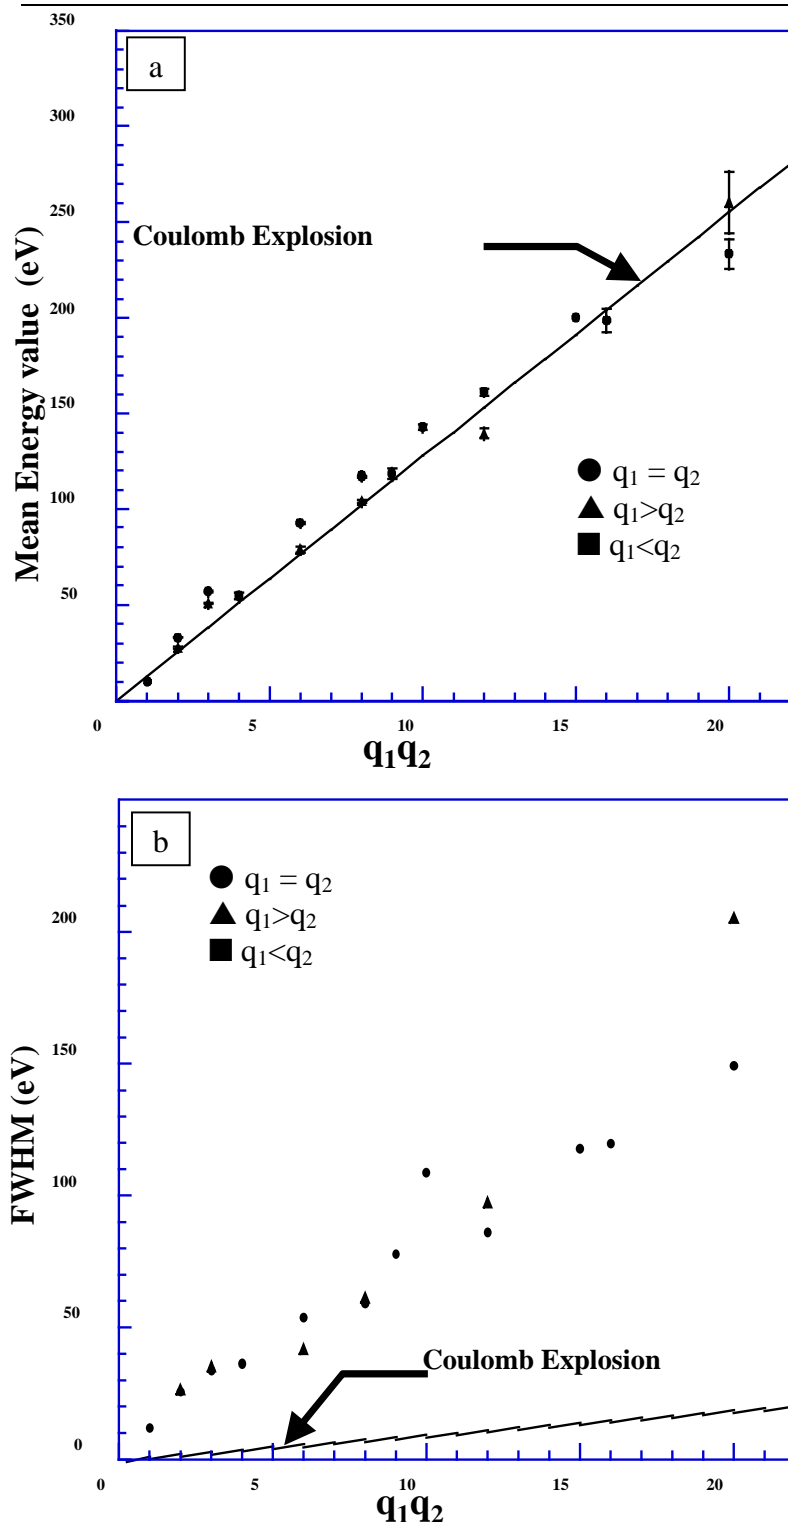 350
a
300
250
Coulomb Explosion
200
150
100
50
Mean Energy value (eV)
q₁ = q₂
q₁>q₂
q₁<q₂
0 5 10 15 20
q₁q₂
b
q₁ = q₂
q₁>q₂
q₁<q₂
200
150
100
50
0
FWHM (eV)
Coulomb Explosion
0 5 10 15 20
q₁q₂